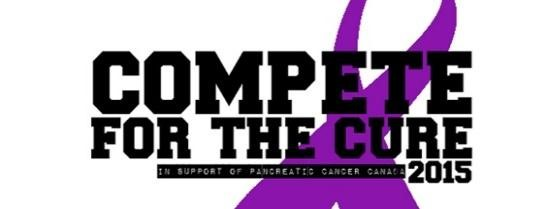 COMPETE
FOR THE CURE
IN SUPPORT OF PANCREATIC CANCER CANADA 2015